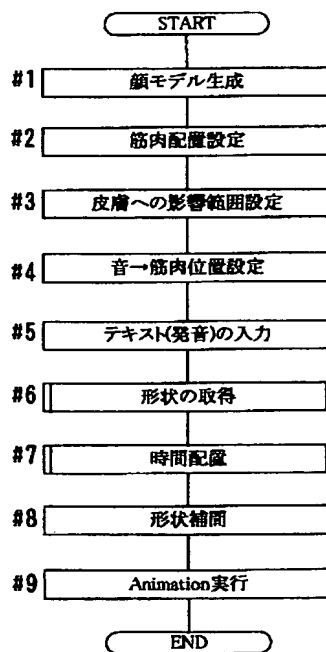 START
#1 顔モデル生成
#2 筋肉配置設定
#3 皮膚への影響範囲設定
#4 音→筋肉位置設定
#5 テキスト(発音)の入力
#6 形状の取得
#7 時間配置
#8 形状補間
#9 Animation実行
END